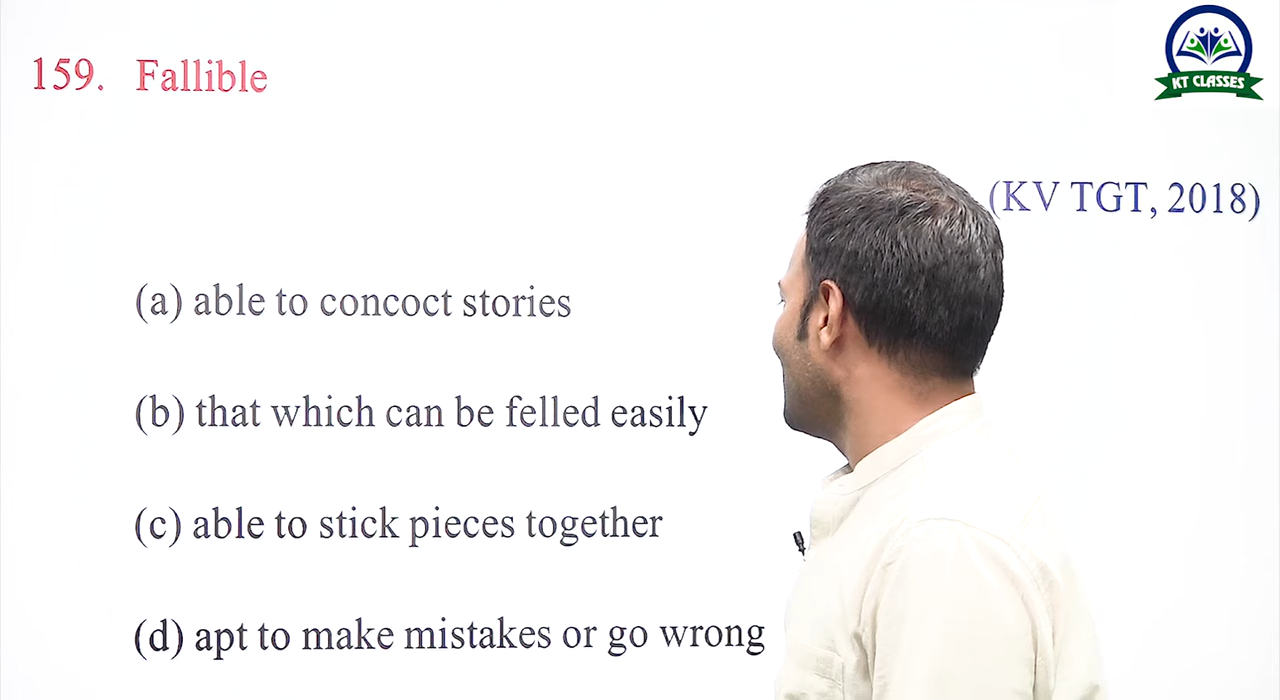 KT CLASSES
159. Fallible
(KV TGT, 2018)
(a) able to concoct stories
(b) that which can be felled easily
(c) able to stick pieces together
(d) apt to make mistakes or go wrong